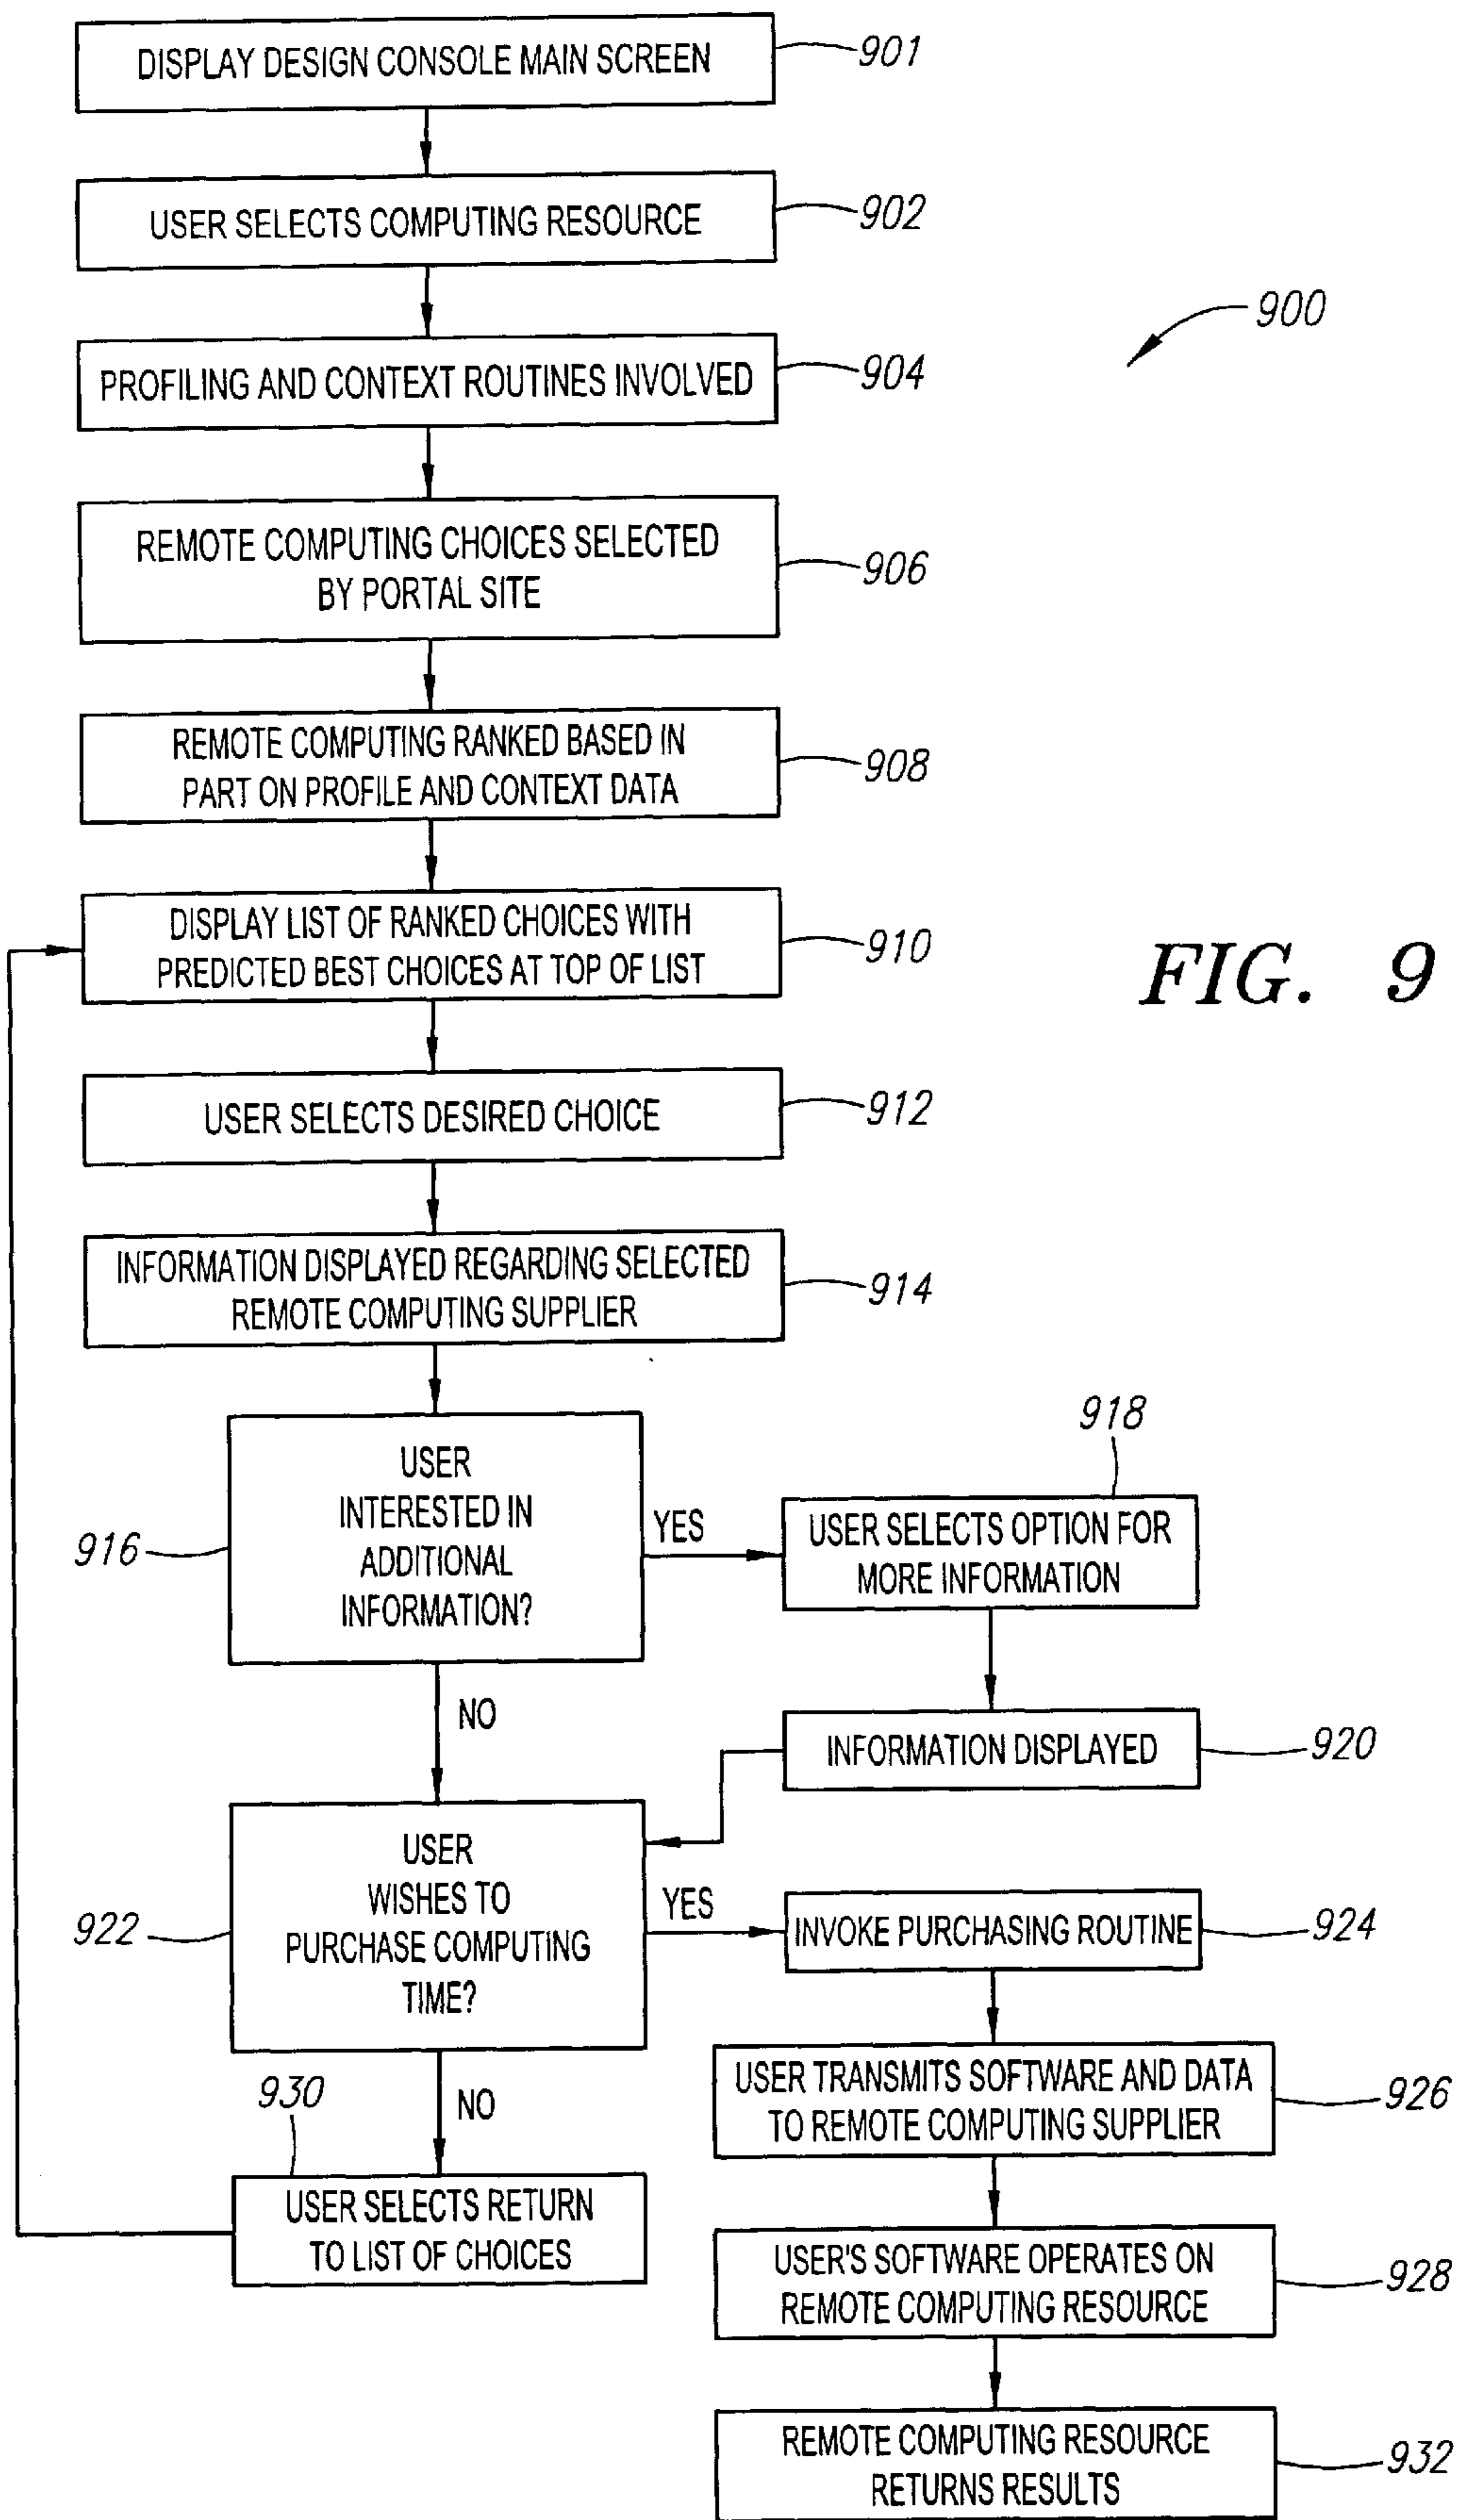 DISPLAY DESIGN CONSOLE MAIN SCREEN
901
USER SELECTS COMPUTING RESOURCE
902
900
PROFILING AND CONTEXT ROUTINES INVOLVED
904
REMOTE COMPUTING CHOICES SELECTED
BY PORTAL SITE
906
REMOTE COMPUTING RANKED BASED IN
PART ON PROFILE AND CONTEXT DATA
908
DISPLAY LIST OF RANKED CHOICES WITH
PREDICTED BEST CHOICES AT TOP OF LIST
910
FIG. 9
USER SELECTS DESIRED CHOICE
912
INFORMATION DISPLAYED REGARDING SELECTED
REMOTE COMPUTING SUPPLIER
914
USER
INTERESTED IN
ADDITIONAL
INFORMATION?
916
YES
918
USER SELECTS OPTION FOR
MORE INFORMATION
NO
INFORMATION DISPLAYED
920
USER
WISHES TO
PURCHASE COMPUTING
TIME?
922
YES
INVOKE PURCHASING ROUTINE
924
NO
930
USER TRANSMITS SOFTWARE AND DATA
TO REMOTE COMPUTING SUPPLIER
926
USER SELECTS RETURN
TO LIST OF CHOICES
USER'S SOFTWARE OPERATES ON
REMOTE COMPUTING RESOURCE
928
REMOTE COMPUTING RESOURCE
RETURNS RESULTS
932